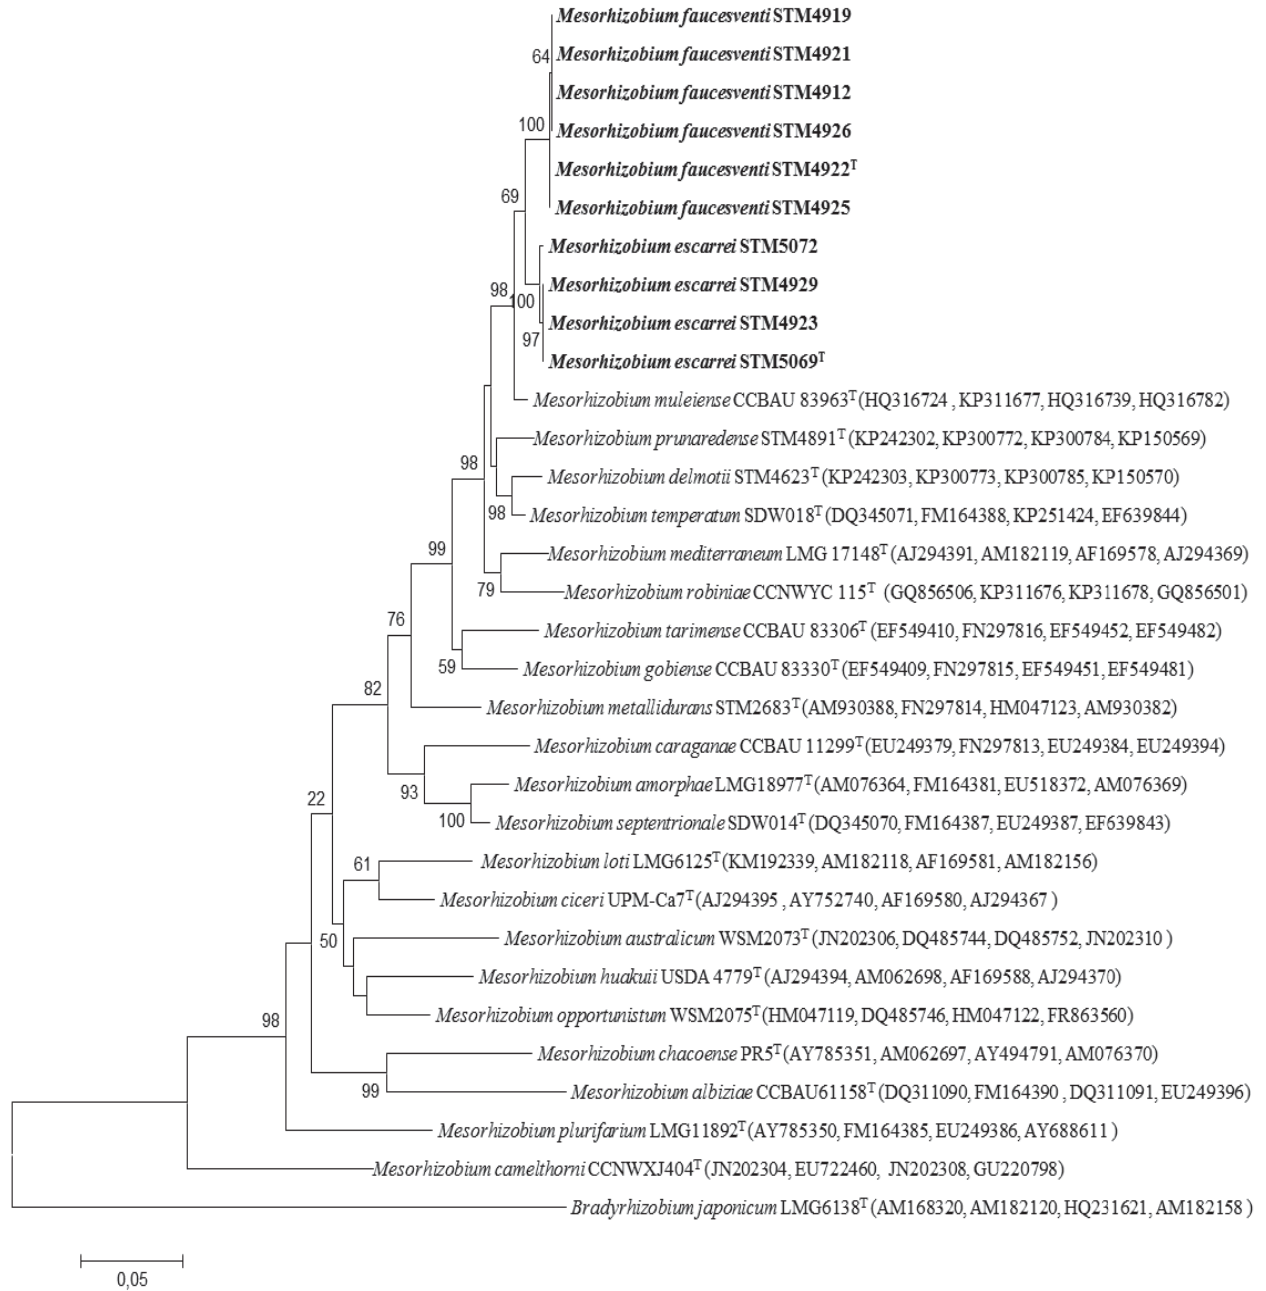 Mesorhizobium faucesventi STM4919
64
Mesorhizobium faucesventi STM4921
Mesorhizobium faucesventi STM4912
100
Mesorhizobium faucesventi STM4926
Mesorhizobium faucesventi STM4922T
69
Mesorhizobium faucesventi STM4925
Mesorhizobium escarrei STM5072
98
Mesorhizobium escarrei STM4929
100
Mesorhizobium escarrei STM4923
97
Mesorhizobium escarrei STM5069T
Mesorhizobium muleiense CCBAU 83963T(HQ316724 , KP311677, HQ316739, HQ316782)
Mesorhizobium prunaredense STM4891T (KP242302, KP300772, KP300784, KP150569)
98
Mesorhizobium delmotii STM4623T (KP242303, KP300773, KP300785, KP150570)
98
Mesorhizobium temperatum SDW018T (DQ345071, FM164388, KP251424, EF639844)
99
Mesorhizobium mediterraneum LMG 17148T (AJ294391, AM182119, AF169578, AJ294369)
79
Mesorhizobium robiniae CCNWYC 115T (GQ856506, KP311676, KP311678, GQ856501)
76
Mesorhizobium tarimense CCBAU 83306T (EF549410, FN297816, EF549452, EF549482)
59
Mesorhizobium gobiense CCBAU 83330T (EF549409, FN297815, EF549451, EF549481)
82
Mesorhizobium metallidurans STM2683T (AM930388, FN297814, HM047123, AM930382)
Mesorhizobium caraganae CCBAU 11299T (EU249379, FN297813, EU249384, EU249394)
93
Mesorhizobium amorphae LMG18977T (AM076364, FM164381, EU518372, AM076369)
22
100
Mesorhizobium septentrionale SDW014T (DQ345070, FM164387, EU249387, EF639843)
61
Mesorhizobium loti LMG6125T (KM192339, AM182118, AF169581, AM182156)
Mesorhizobium ciceri UPM-Ca7T (AJ294395 , AY752740, AF169580, AJ294367 )
50
Mesorhizobium australicum WSM2073T (JN202306, DQ485744, DQ485752, JN202310 )
Mesorhizobium huakuii USDA 4779T (AJ294394, AM062698, AF169588, AJ294370)
Mesorhizobium opportunistum WSM2075T (HM047119, DQ485746, HM047122, FR863560)
98
Mesorhizobium chacoense PR5T (AY785351, AM062697, AY494791, AM076370)
99
Mesorhizobium albiziae CCBAU61158T (DQ311090, FM164390 , DQ311091, EU249396)
Mesorhizobium plurifarium LMG11892T (AY785350, FM164385, EU249386, AY688611 )
Mesorhizobium camelthorni CCNWXJ404T (JN202304, EU722460, JN202308, GU220798)
Bradyrhizobium japonicum LMG6138T (AM168320, AM182120, HQ231621, AM182158 )
0,05